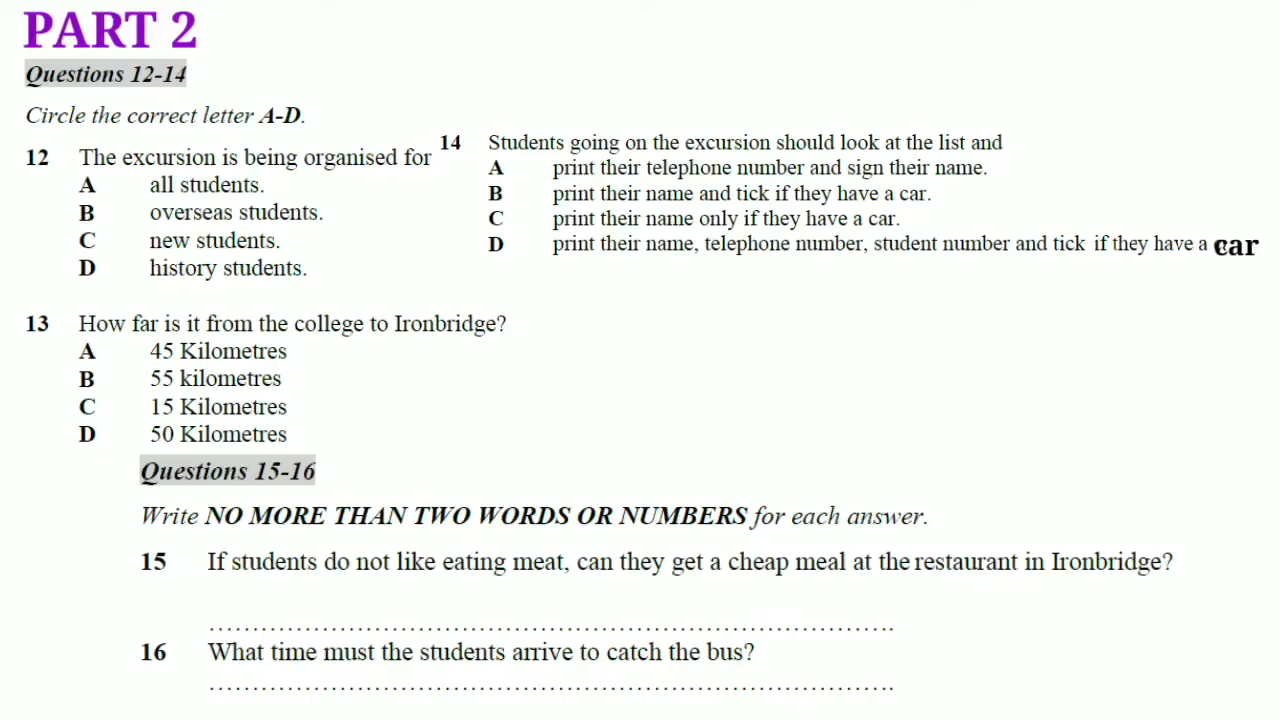 PART 2
Questions 12-14
Circle the correct letter A-D.
12 The excursion is being organised for
A all students.
B overseas students.
C new students.
D history students.
13 How far is it from the college to Ironbridge?
A 45 Kilometres
B 55 kilometres
C 15 Kilometres
D 50 Kilometres
14 Students going on the excursion should look at the list and
A print their telephone number and sign their name.
B print their name and tick if they have a car.
C print their name only if they have a car.
D print their name, telephone number, student number and tick if they have a car
Questions 15-16
Write NO MORE THAN TWO WORDS OR NUMBERS for each answer.
15 If students do not like eating meat, can they get a cheap meal at the restaurant in Ironbridge?
................................................................................
16 What time must the students arrive to catch the bus?
................................................................................